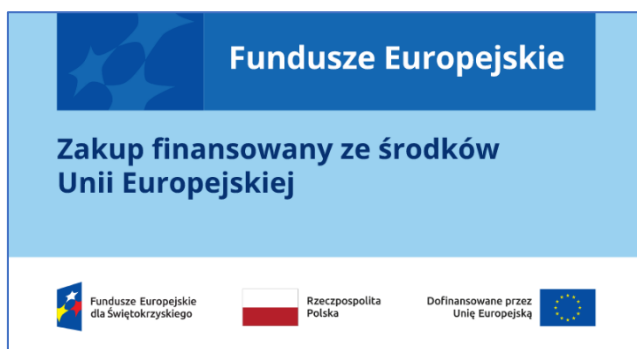 Fundusze Europejskie
Zakup finansowany ze środków
Unii Europejskiej
Fundusze Europejskie
dla Świętokrzyskiego
Rzeczpospolita
Polska
Dofinansowane przez
Unię Europejską